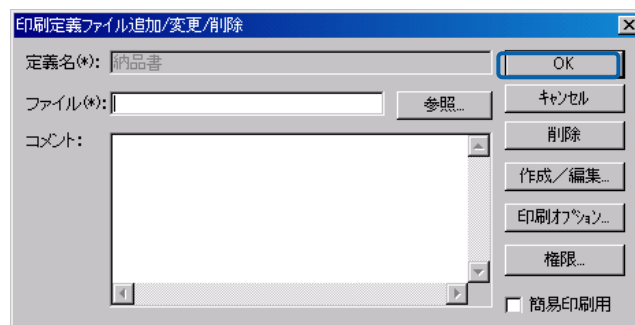 印刷定義ファイル追加/変更/削除
定義名(*): 納品書
OK
ファイル(*):
参照...
キャンセル
コメント:
削除
作成／編集...
印刷オプション...
権限...
簡易印刷用